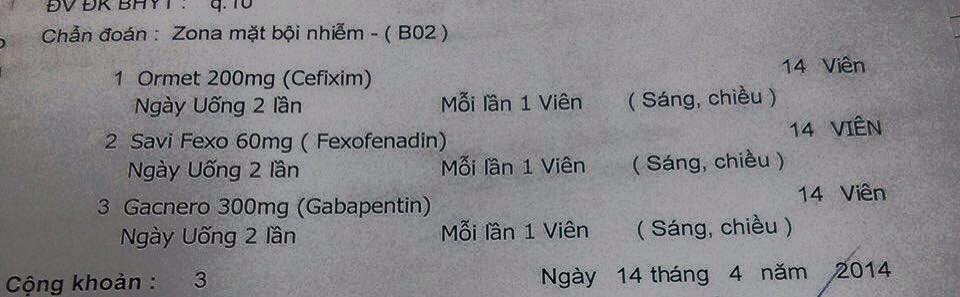 ĐV ĐK BHYT : q.10
Chẩn đoán : Zona mặt bội nhiễm - ( B02 )
1 Ormet 200mg (Cefixim) 14 Viên
Ngày Uống 2 lần Mỗi lần 1 Viên ( Sáng, chiều )
2 Savi Fexo 60mg ( Fexofenadin) 14 VIÊN
Ngày Uống 2 lần Mỗi lần 1 Viên ( Sáng, chiều )
3 Gacnero 300mg (Gabapentin) 14 Viên
Ngày Uống 2 lần Mỗi lần 1 Viên ( Sáng, chiều )
Cộng khoản : 3 Ngày 14 tháng 4 năm 2014